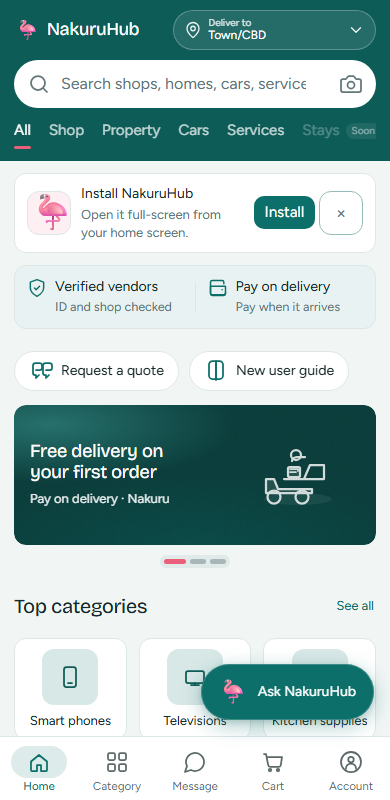 NakuruHub
Deliver to
Town/CBD
Search shops, homes, cars, service
All Shop Property Cars Services Stays Soon
Install NakuruHub
Open it full-screen from
your home screen.
Install ×
Verified vendors
ID and shop checked
Pay on delivery
Pay when it arrives
Request a quote
New user guide
Free delivery on
your first order
Pay on delivery · Nakuru
Top categories
See all
Smart phones
Televisions
Kitchen supplies
Ask NakuruHub
Home Category Message Cart Account